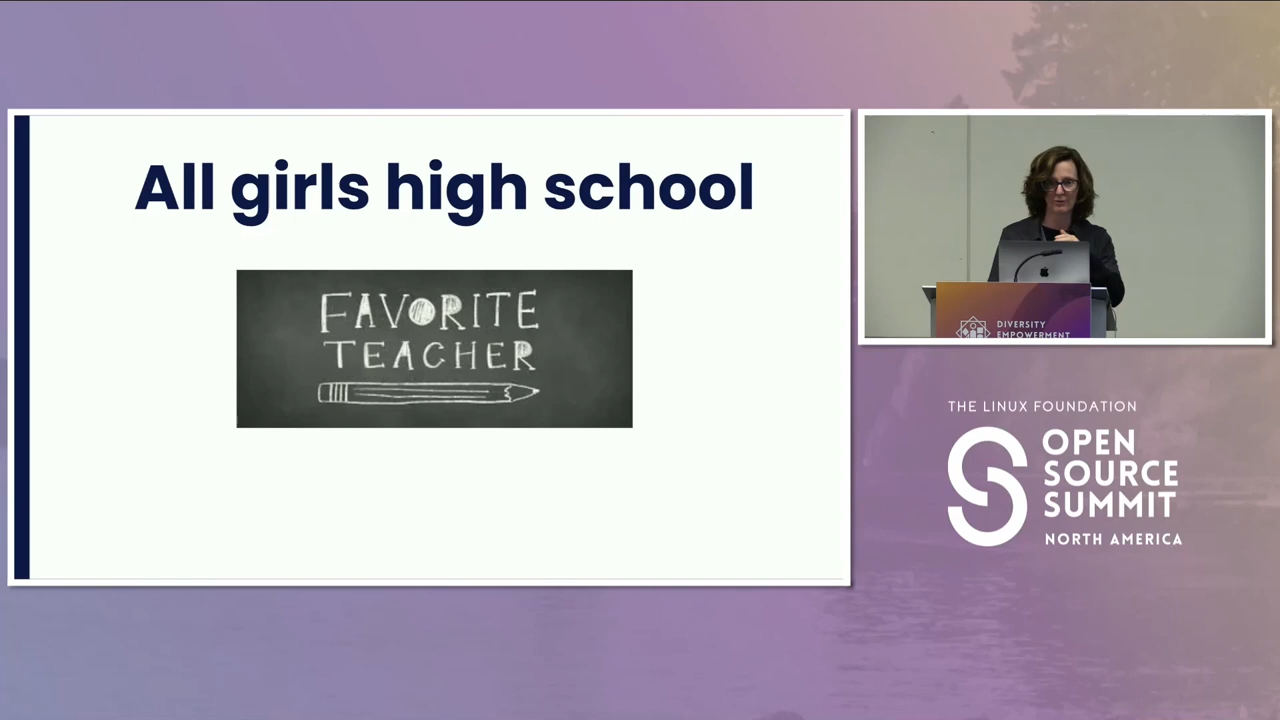 All girls high school
FAVORITE
TEACHER
DIVERSITY
EMPOWERMENT
THE LINUX FOUNDATION
OPEN
SOURCE
SUMMIT
NORTH AMERICA